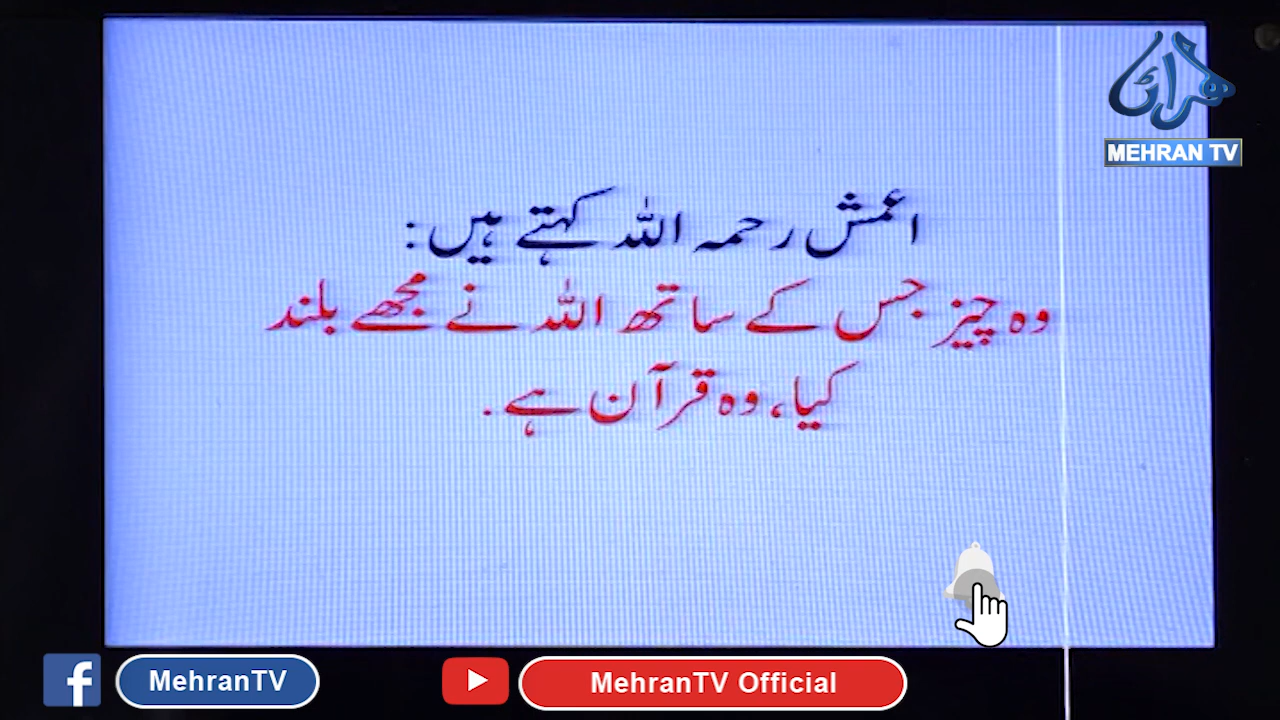 مهراڻ
MEHRAN TV
اعمش رحمہ اللہ کہتے ہیں:
وہ چیز جس کے ساتھ اللہ نے مجھے بلند
کیا، وہ قرآن ہے.
MehranTV
MehranTV Official